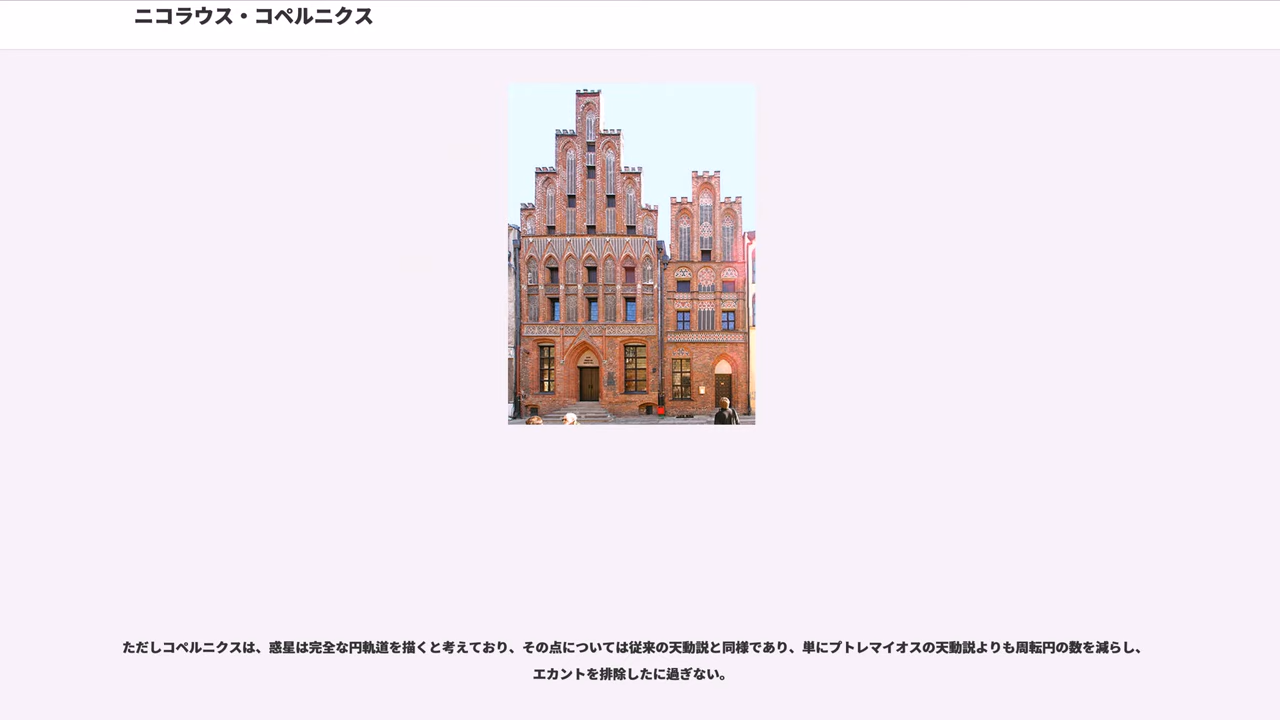 ニコラウス・コペルニクス
ただしコペルニクスは、惑星は完全な円軌道を描くと考えており、その点については従来の天動説と同様であり、単にプトレマイオスの天動説よりも周転円の数を減らし、
エカントを排除したに過ぎない。